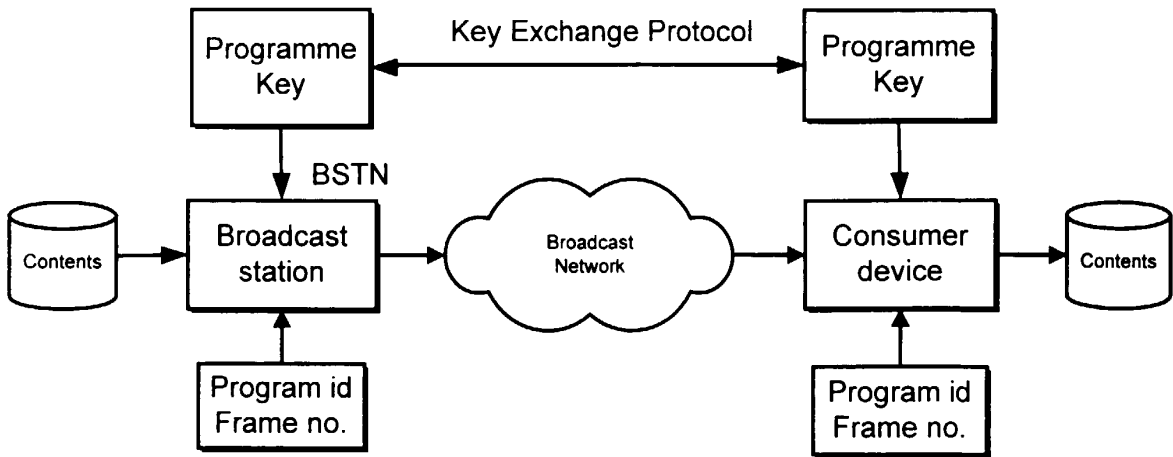 Programme
Key
Key Exchange Protocol
Programme
Key
BSTN
Contents
Broadcast
station
Broadcast
Network
Consumer
device
Contents
Program id
Frame no.
Program id
Frame no.